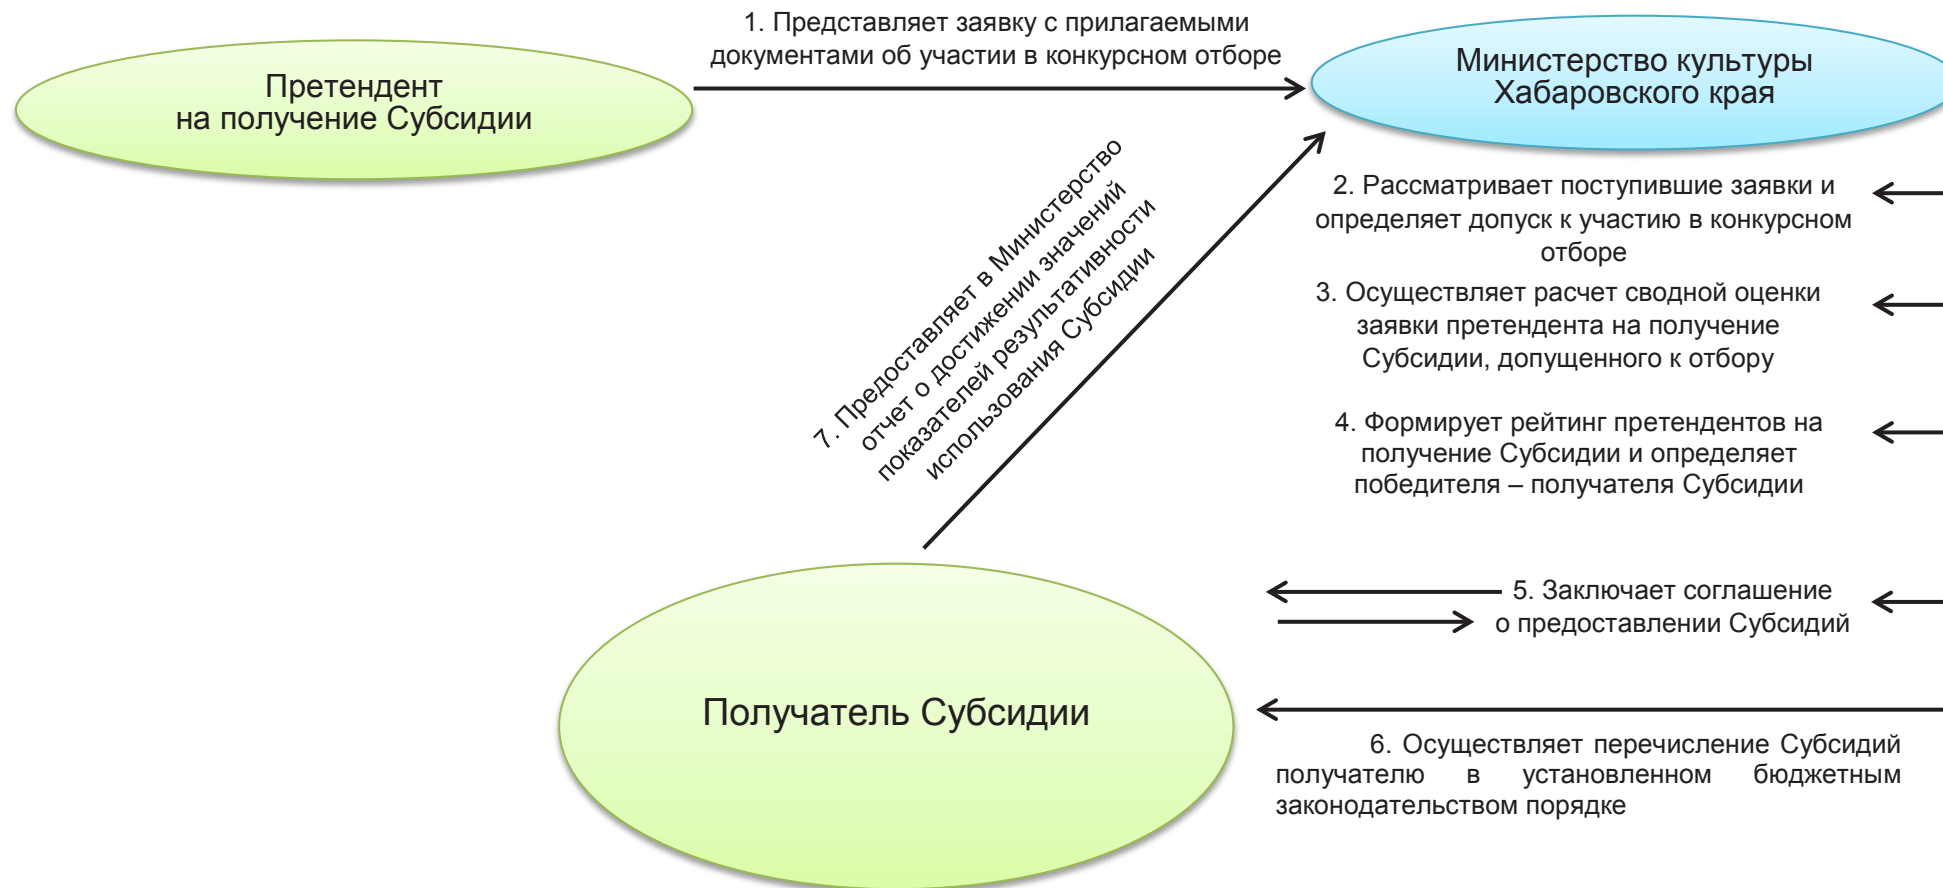 1. Представляет заявку с прилагаемыми
документами об участии в конкурсном отборе
Претендент
на получение Субсидии
Министерство культуры
Хабаровского края
2. Рассматривает поступившие заявки и
определяет допуск к участию в конкурсном
отборе
3. Осуществляет расчет сводной оценки
заявки претендента на получение
Субсидии, допущенного к отбору
4. Формирует рейтинг претендентов на
получение Субсидии и определяет
победителя – получателя Субсидии
5. Заключает соглашение
о предоставлении Субсидий
6. Осуществляет перечисление Субсидий
получателю в установленном бюджетным
законодательством порядке
7. Предоставляет в Министерство
отчет о достижении значений
показателей результативности
использования Субсидии
Получатель Субсидии